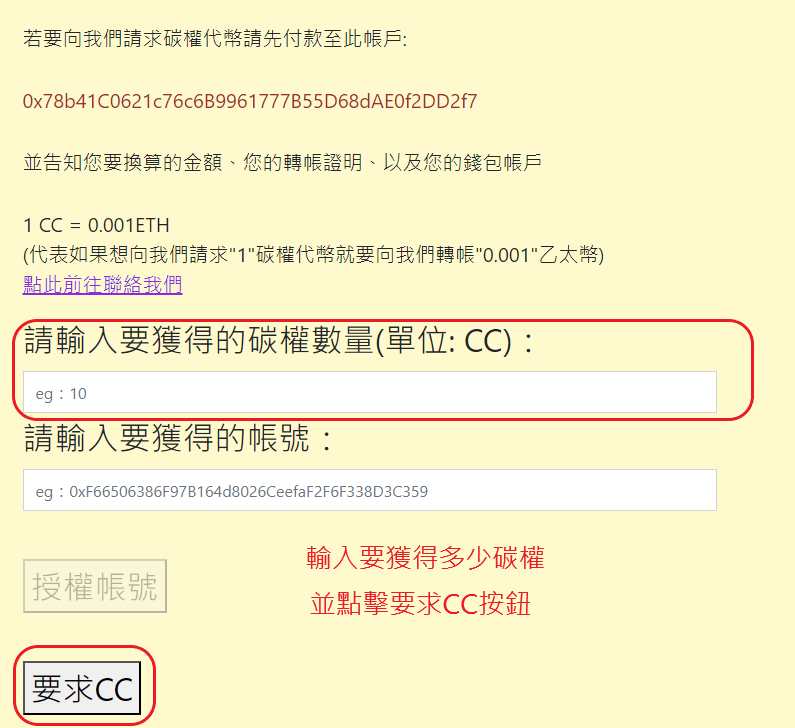 若要向我們請求碳權代幣請先付款至此帳戶:
0x78b41C0621c76c6B9961777B55D68dAE0f2DD2f7
並告知您要換算的金額、您的轉帳證明、以及您的錢包帳戶
1 CC = 0.001ETH
(代表如果想向我們請求"1"碳權代幣就要向我們轉帳"0.001"乙太幣)
點此前往聯絡我們
請輸入要獲得的碳權數量(單位: CC)：
eg：10
請輸入要獲得的帳號：
eg：0xF66506386F97B164d8026CeefaF2F6F338D3C359
輸入要獲得多少碳權
並點擊要求CC按鈕
授權帳號
要求CC